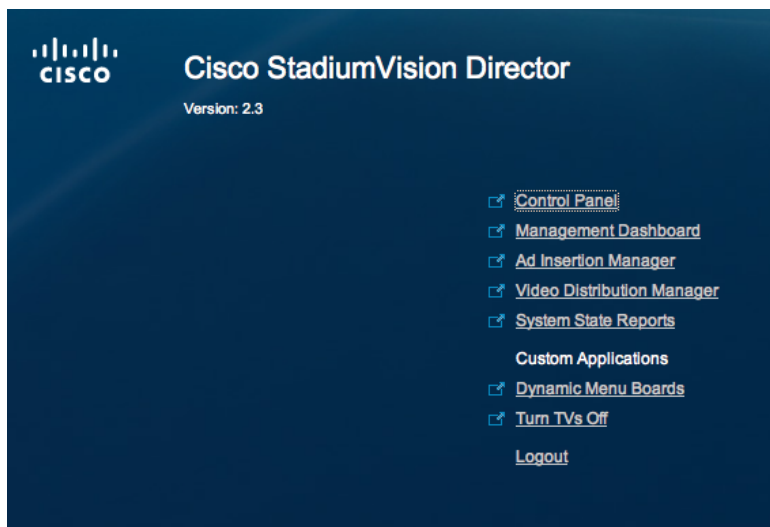 CISCO
Cisco StadiumVision Director
Version: 2.3
Control Panel
Management Dashboard
Ad Insertion Manager
Video Distribution Manager
System State Reports
Custom Applications
Dynamic Menu Boards
Turn TVs Off
Logout